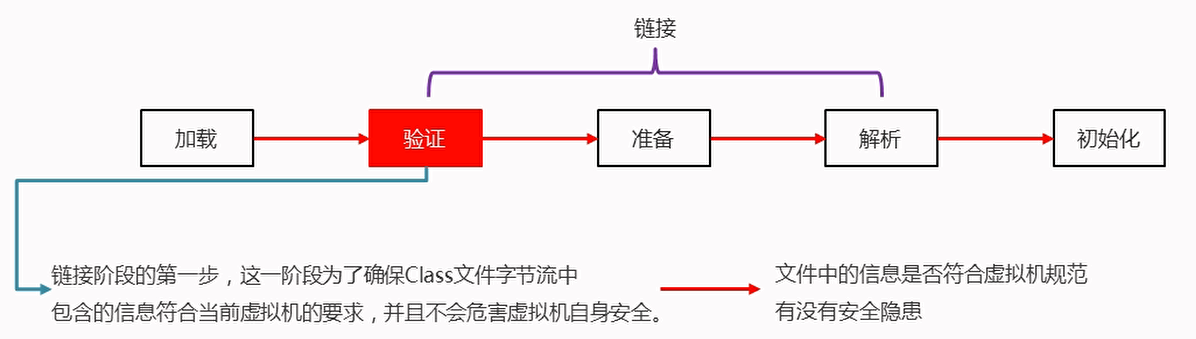 链接
加载
验证
准备
解析
初始化
链接阶段的第一步，这一阶段为了确保Class文件字节流中
包含的信息符合当前虚拟机的要求，并且不会危害虚拟机自身安全。
文件中的信息是否符合虚拟机规范
有没有安全隐患